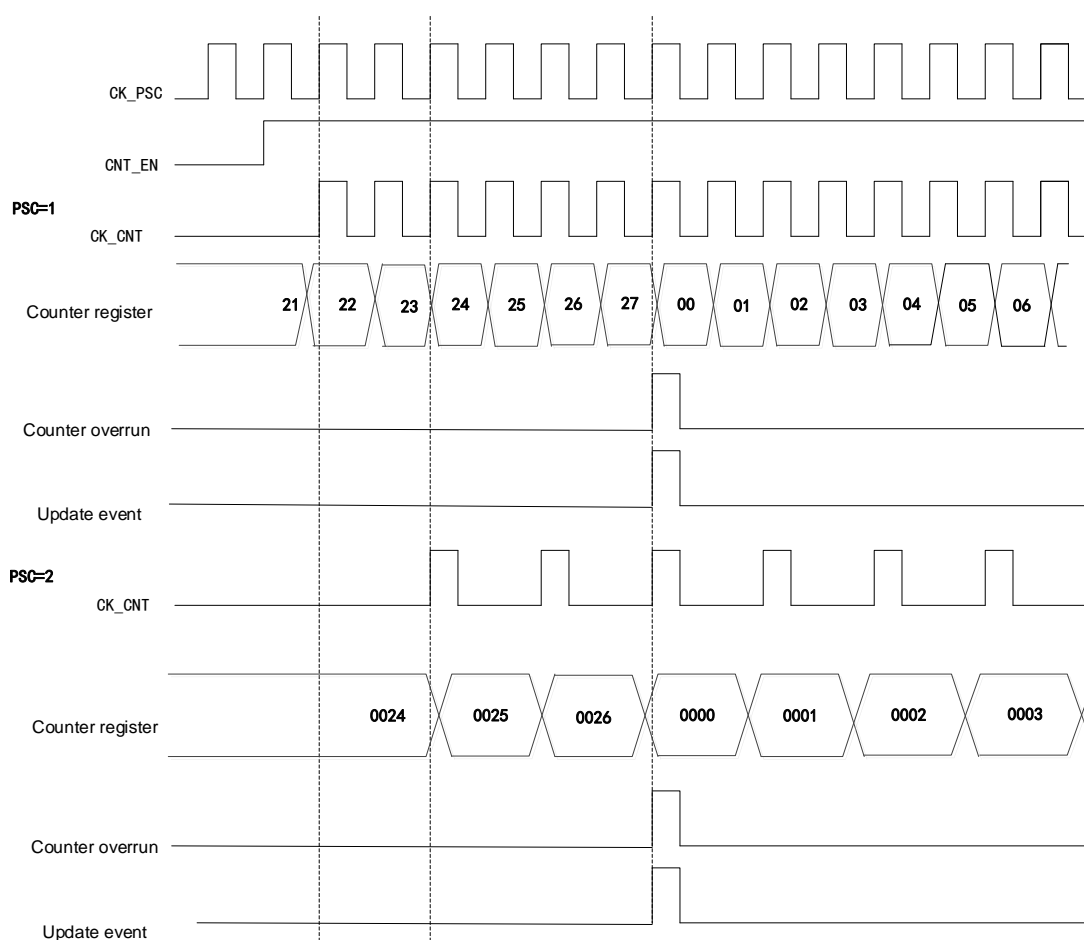 CK_PSC
CNT_EN
PSC=1
CK_CNT
Counter register 21 22 23 24 25 26 27 00 01 02 03 04 05 06
Counter overrun
Update event
PSC=2
CK_CNT
Counter register 0024 0025 0026 0000 0001 0002 0003
Counter overrun
Update event